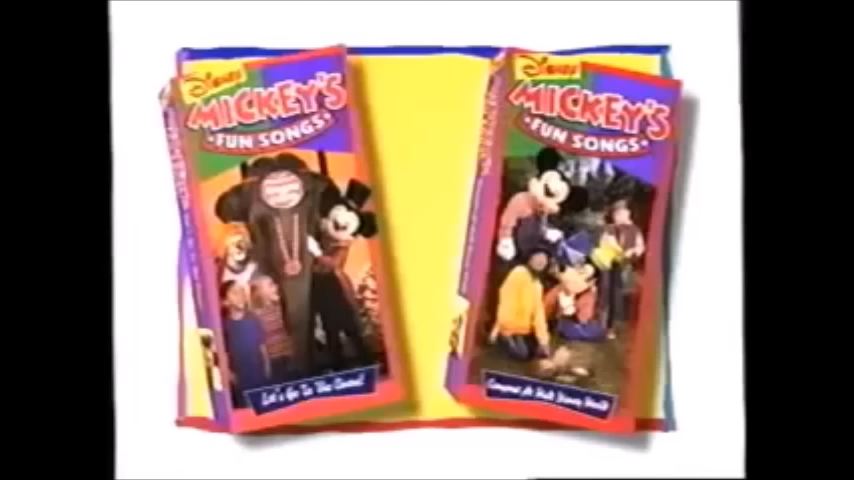 Disney
MICKEY'S
•FUN SONGS•
Let's Go To The Circus!
Disney
MICKEY'S
•FUN SONGS•
Campout At Walt Disney World